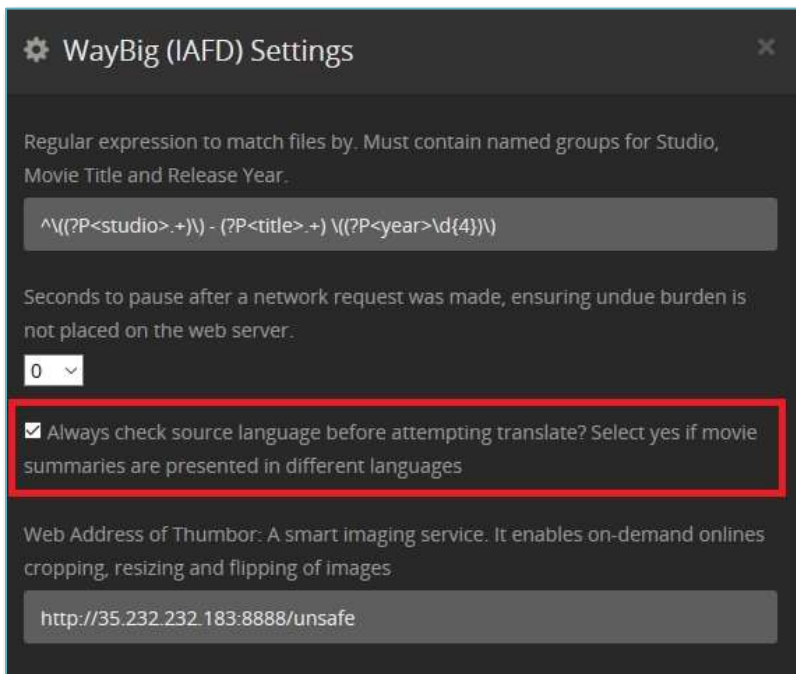 WayBig (IAFD) Settings
×
Regular expression to match files by. Must contain named groups for Studio,
Movie Title and Release Year.
^\((?P<studio>.+)\) - (?P<title>.+) \((?P<year>\d{4})\)
Seconds to pause after a network request was made, ensuring undue burden is
not placed on the web server.
0
Always check source language before attempting translate? Select yes if movie
summaries are presented in different languages
Web Address of Thumbor: A smart imaging service. It enables on-demand onlines
cropping, resizing and flipping of images
http://35.232.232.183:8888/unsafe